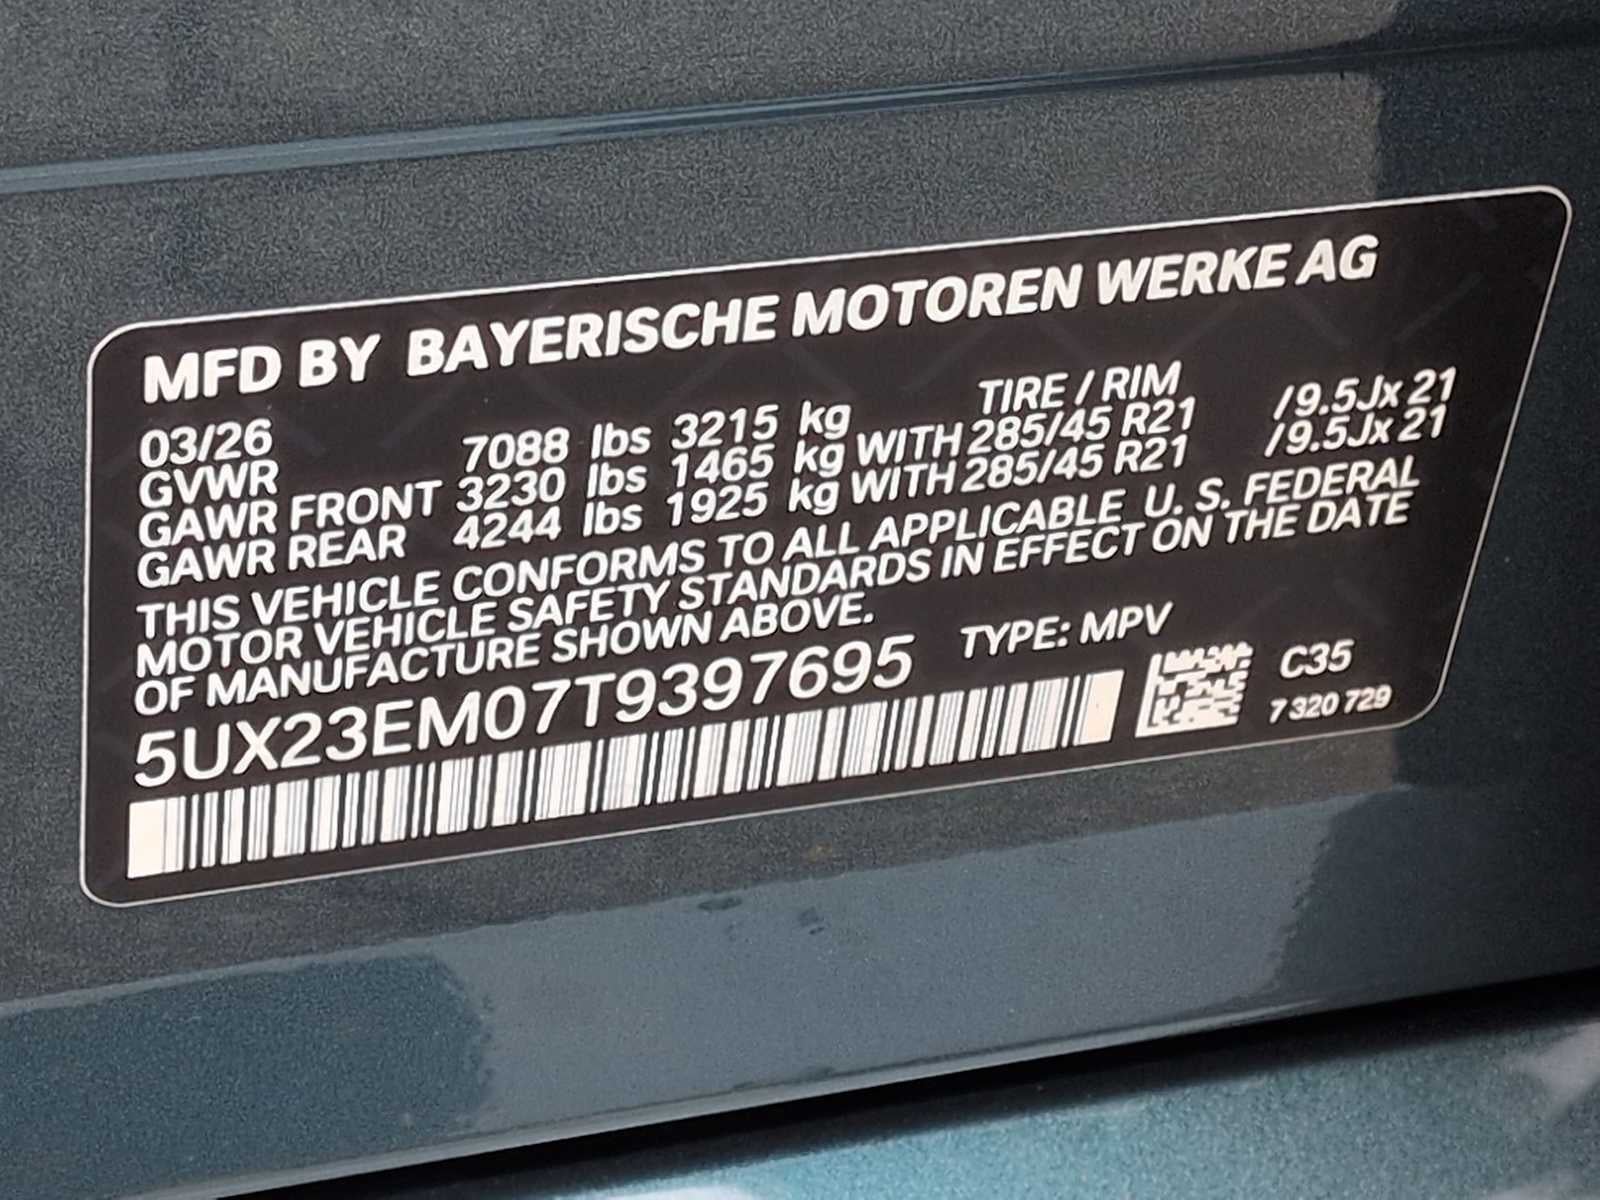 MFD BY BAYERISCHE MOTOREN WERKE AG
03/26 TIRE / RIM
GVWR 7088 lbs 3215 kg
GAWR FRONT 3230 lbs 1465 kg WITH 285/45 R21 /9.5Jx 21
GAWR REAR 4244 lbs 1925 kg WITH 285/45 R21 /9.5Jx 21
THIS VEHICLE CONFORMS TO ALL APPLICABLE U. S. FEDERAL
MOTOR VEHICLE SAFETY STANDARDS IN EFFECT ON THE DATE
OF MANUFACTURE SHOWN ABOVE.
5UX23EM07T9397695 TYPE: MPV
C35
7 320 729